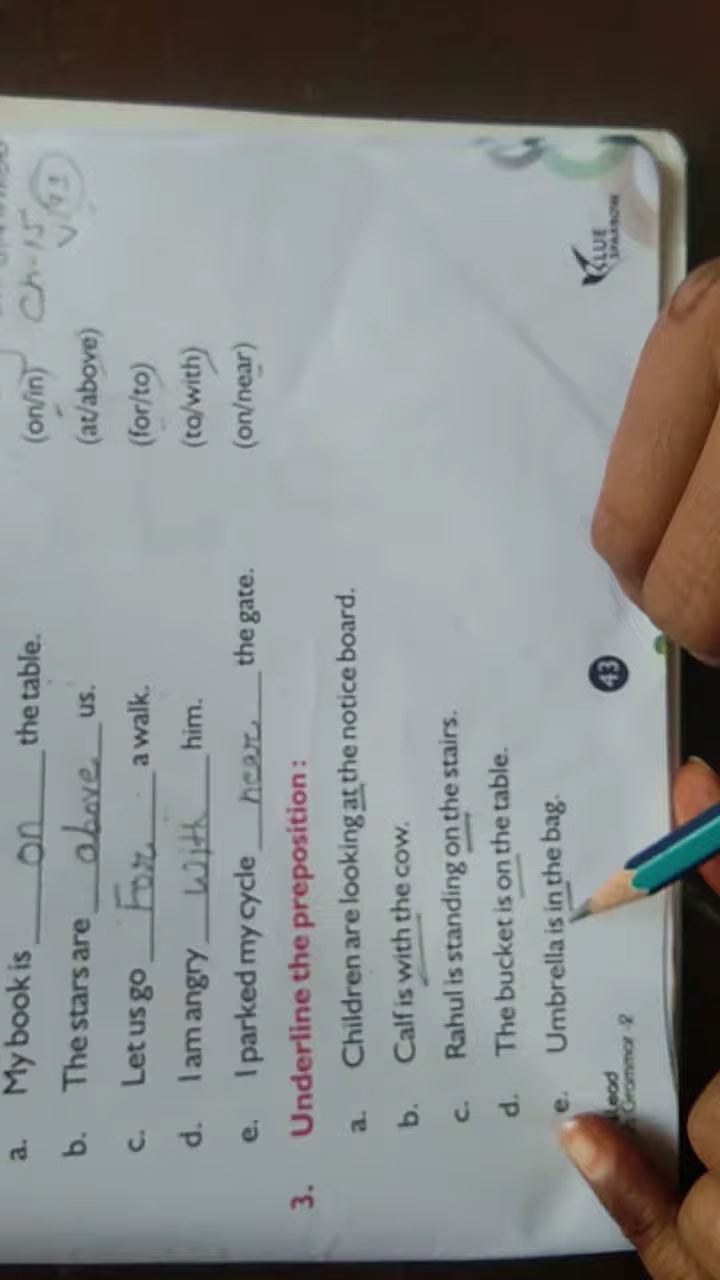 Ch-15
a. My book is on the table. (on/in)
b. The stars are above us. (at/above)
c. Let us go For a walk. (for/to)
d. I am angry with him. (to/with)
e. I parked my cycle near the gate. (on/near)
3. Underline the preposition :
a. Children are looking at the notice board.
b. Calf is with the cow.
c. Rahul is standing on the stairs.
d. The bucket is on the table.
e. Umbrella is in the bag.
Lead
Grammar -2
43
BLUE
SPARROW